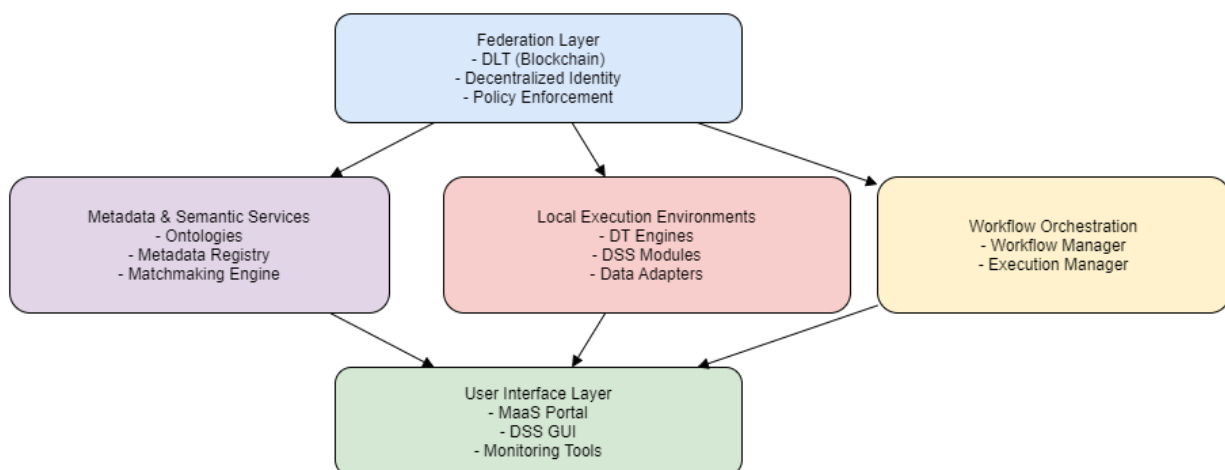 Federation Layer
- DLT (Blockchain)
- Decentralized Identity
- Policy Enforcement
Metadata & Semantic Services
- Ontologies
- Metadata Registry
- Matchmaking Engine
Local Execution Environments
- DT Engines
- DSS Modules
- Data Adapters
Workflow Orchestration
- Workflow Manager
- Execution Manager
User Interface Layer
- MaaS Portal
- DSS GUI
- Monitoring Tools